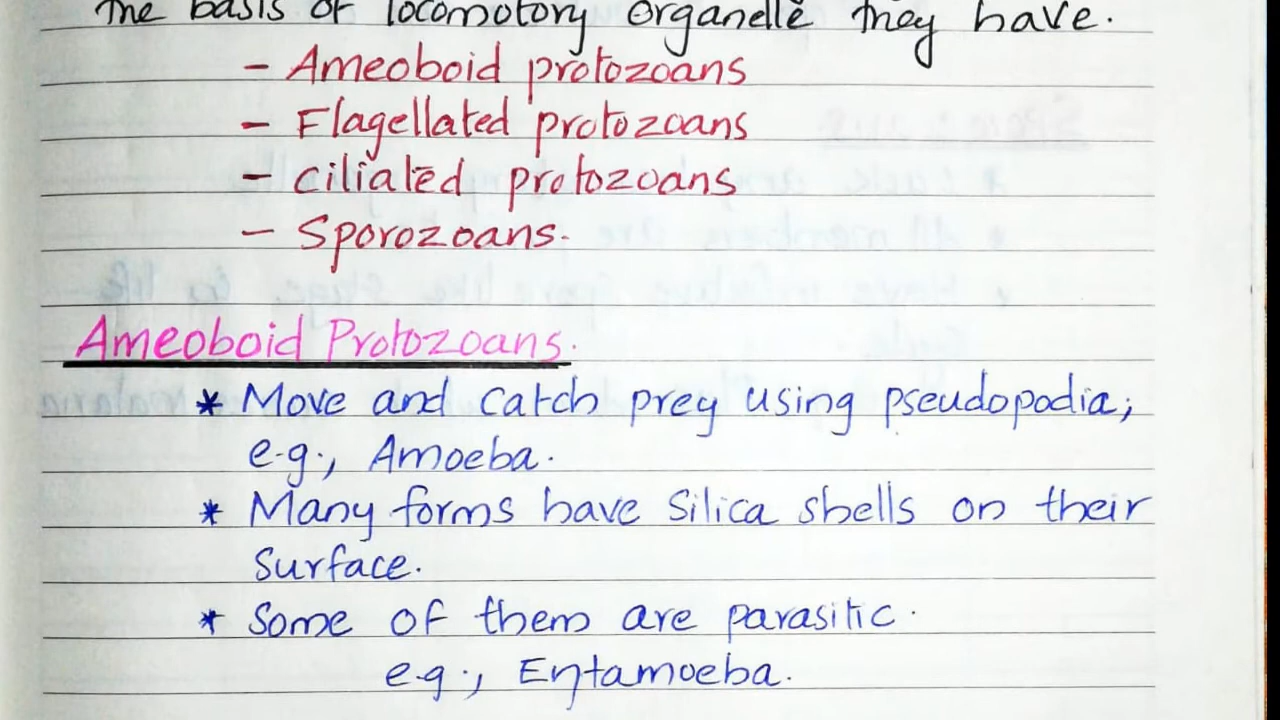 the basis of locomotory organelle they have.
- Ameoboid protozoans
- Flagellated protozoans
- ciliated protozoans
- Sporozoans.
Ameoboid Protozoans.
* Move and catch prey using pseudopodia;
e.g., Amoeba.
* Many forms have Silica shells on their
surface.
* Some of them are parasitic.
e.g., Entamoeba.